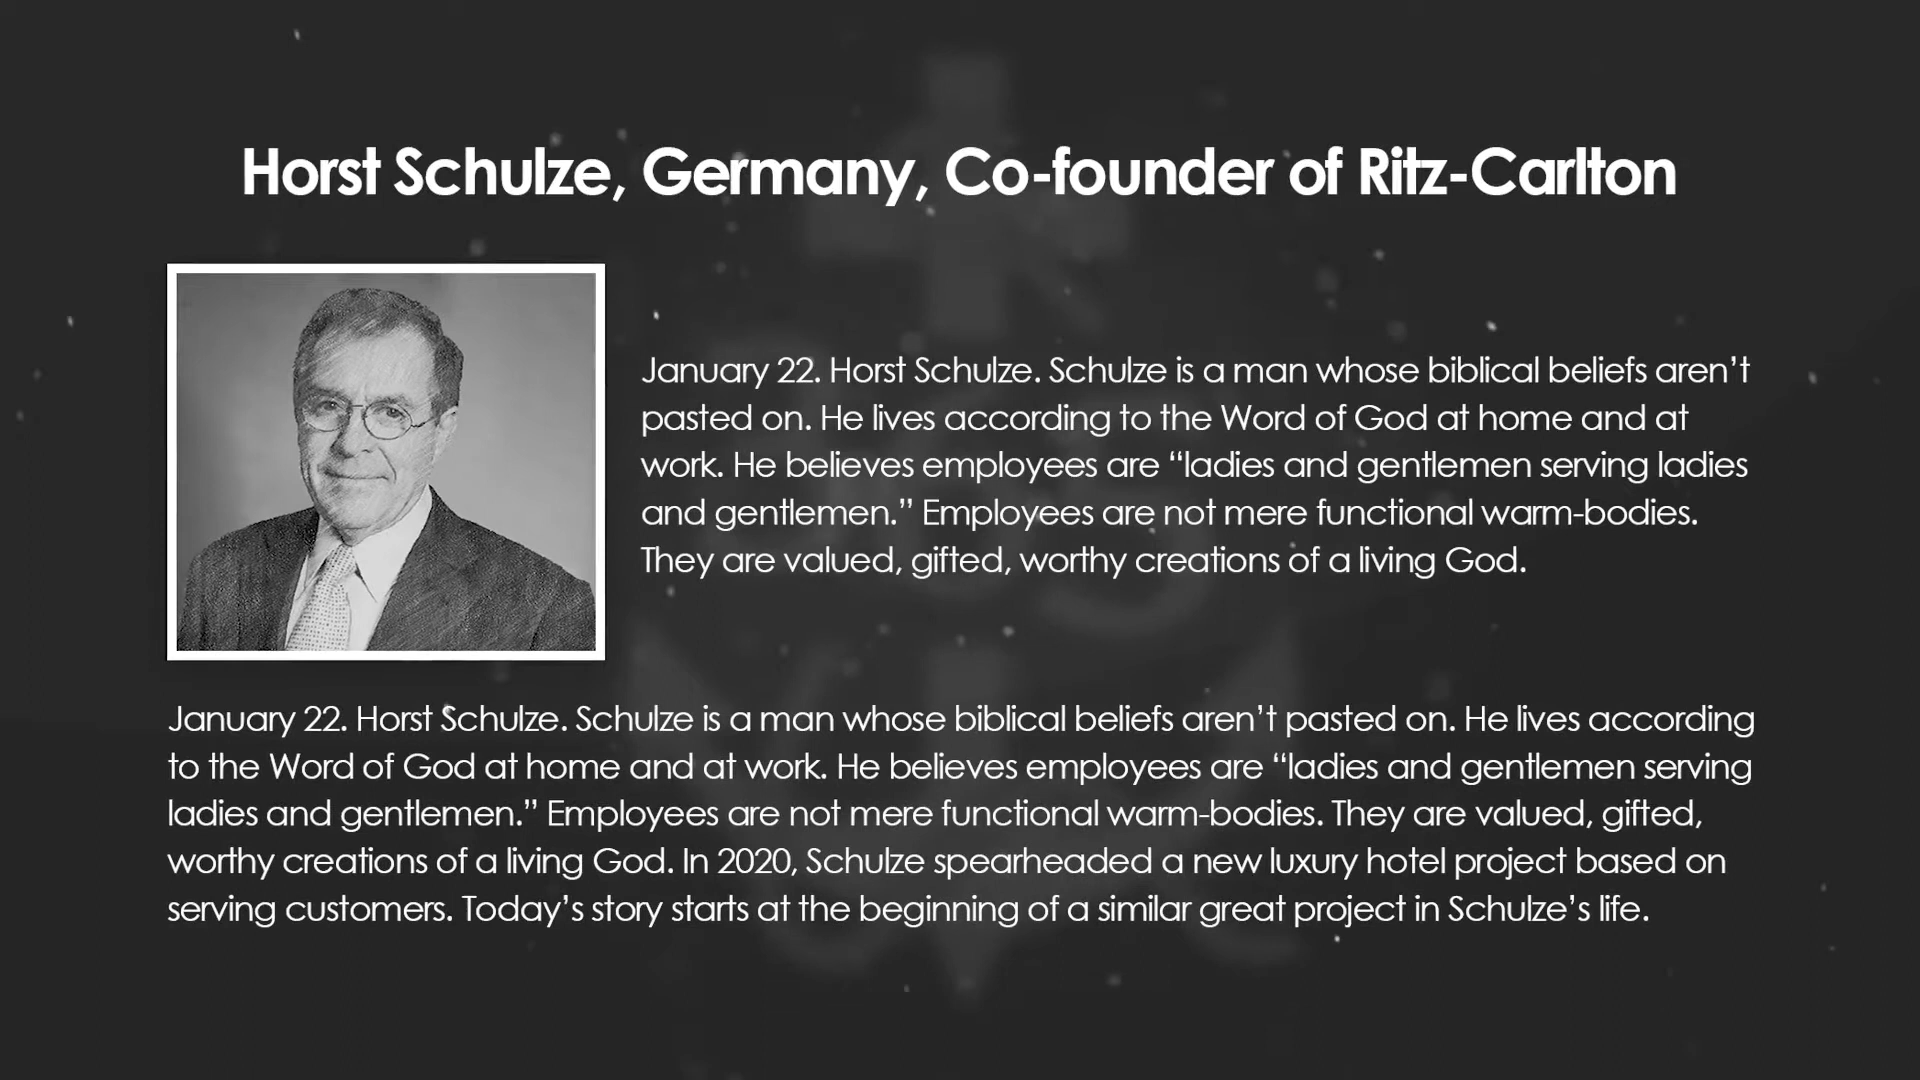 Horst Schulze, Germany, Co-founder of Ritz-Carlton
January 22. Horst Schulze. Schulze is a man whose biblical beliefs aren’t
pasted on. He lives according to the Word of God at home and at
work. He believes employees are “ladies and gentlemen serving ladies
and gentlemen.” Employees are not mere functional warm-bodies.
They are valued, gifted, worthy creations of a living God.
January 22. Horst Schulze. Schulze is a man whose biblical beliefs aren’t pasted on. He lives according
to the Word of God at home and at work. He believes employees are “ladies and gentlemen serving
ladies and gentlemen.” Employees are not mere functional warm-bodies. They are valued, gifted,
worthy creations of a living God. In 2020, Schulze spearheaded a new luxury hotel project based on
serving customers. Today’s story starts at the beginning of a similar great project in Schulze’s life.